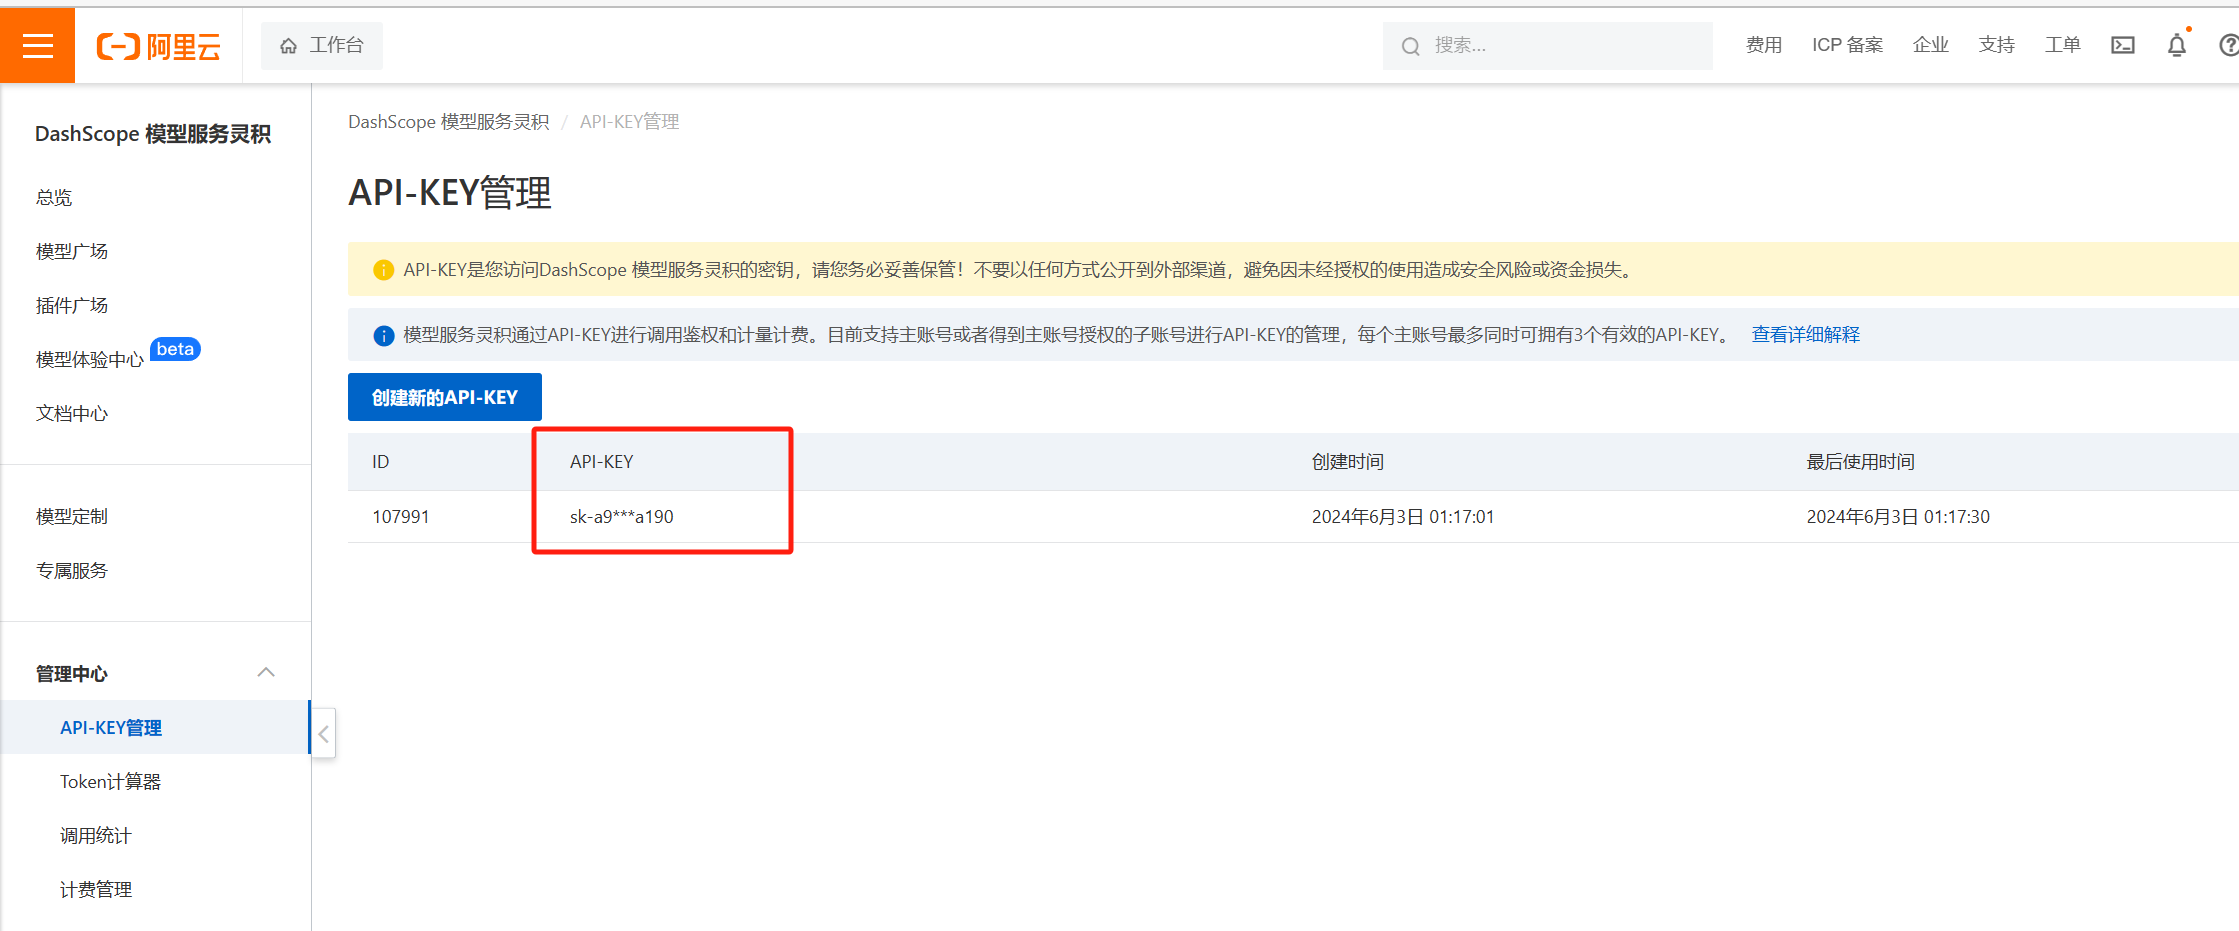 阿里云
工作台
搜索...
费用
ICP 备案
企业
支持
工单
DashScope 模型服务灵积
总览
模型广场
插件广场
模型体验中心 beta
文档中心
模型定制
专属服务
管理中心
API-KEY管理
Token计算器
调用统计
计费管理
DashScope 模型服务灵积 / API-KEY管理
API-KEY管理
API-KEY是您访问DashScope 模型服务灵积的密钥，请您务必妥善保管！不要以任何方式公开到外部渠道，避免因未经授权的使用造成安全风险或资金损失。
模型服务灵积通过API-KEY进行调用鉴权和计量计费。目前支持主账号或者得到主账号授权的子账号进行API-KEY的管理，每个主账号最多同时可拥有3个有效的API-KEY。 查看详细解释
创建新的API-KEY
ID API-KEY 创建时间 最后使用时间
107991 sk-a9***a190 2024年6月3日 01:17:01 2024年6月3日 01:17:30